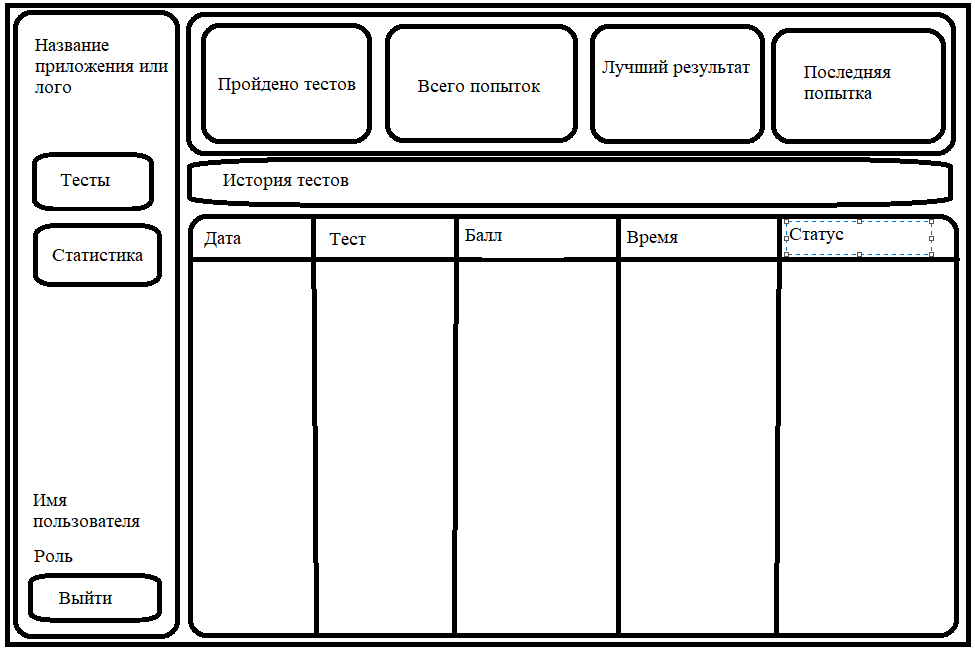 Название
приложения или
лого
Тесты
Статистика
Имя
пользователя
Роль
Выйти
Пройдено тестов
Всего попыток
Лучший результат
Последняя
попытка
История тестов
Дата
Тест
Балл
Время
Статус